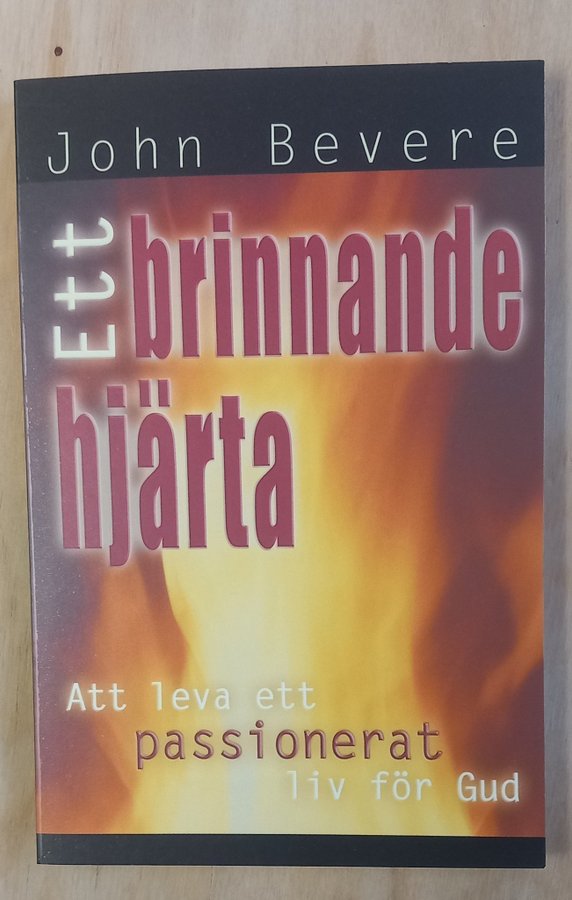 John Bevere
Ett brinnande
hjärta
Att leva ett
passionerat
liv för Gud